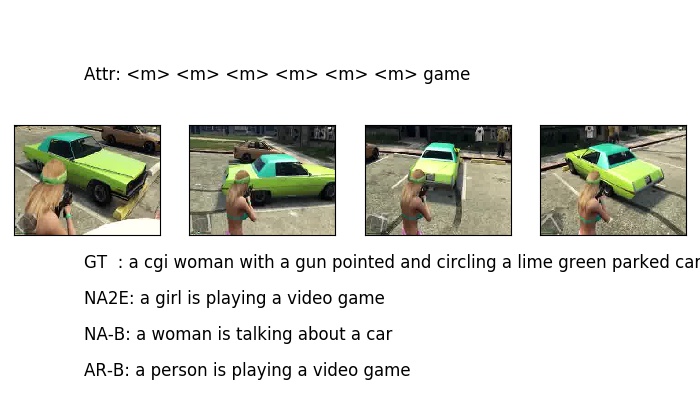 Attr: <m> <m> <m> <m> <m> <m> game
GT  : a cgi woman with a gun pointed and circling a lime green parked car
NA2E: a girl is playing a video game
NA-B: a woman is talking about a car
AR-B: a person is playing a video game